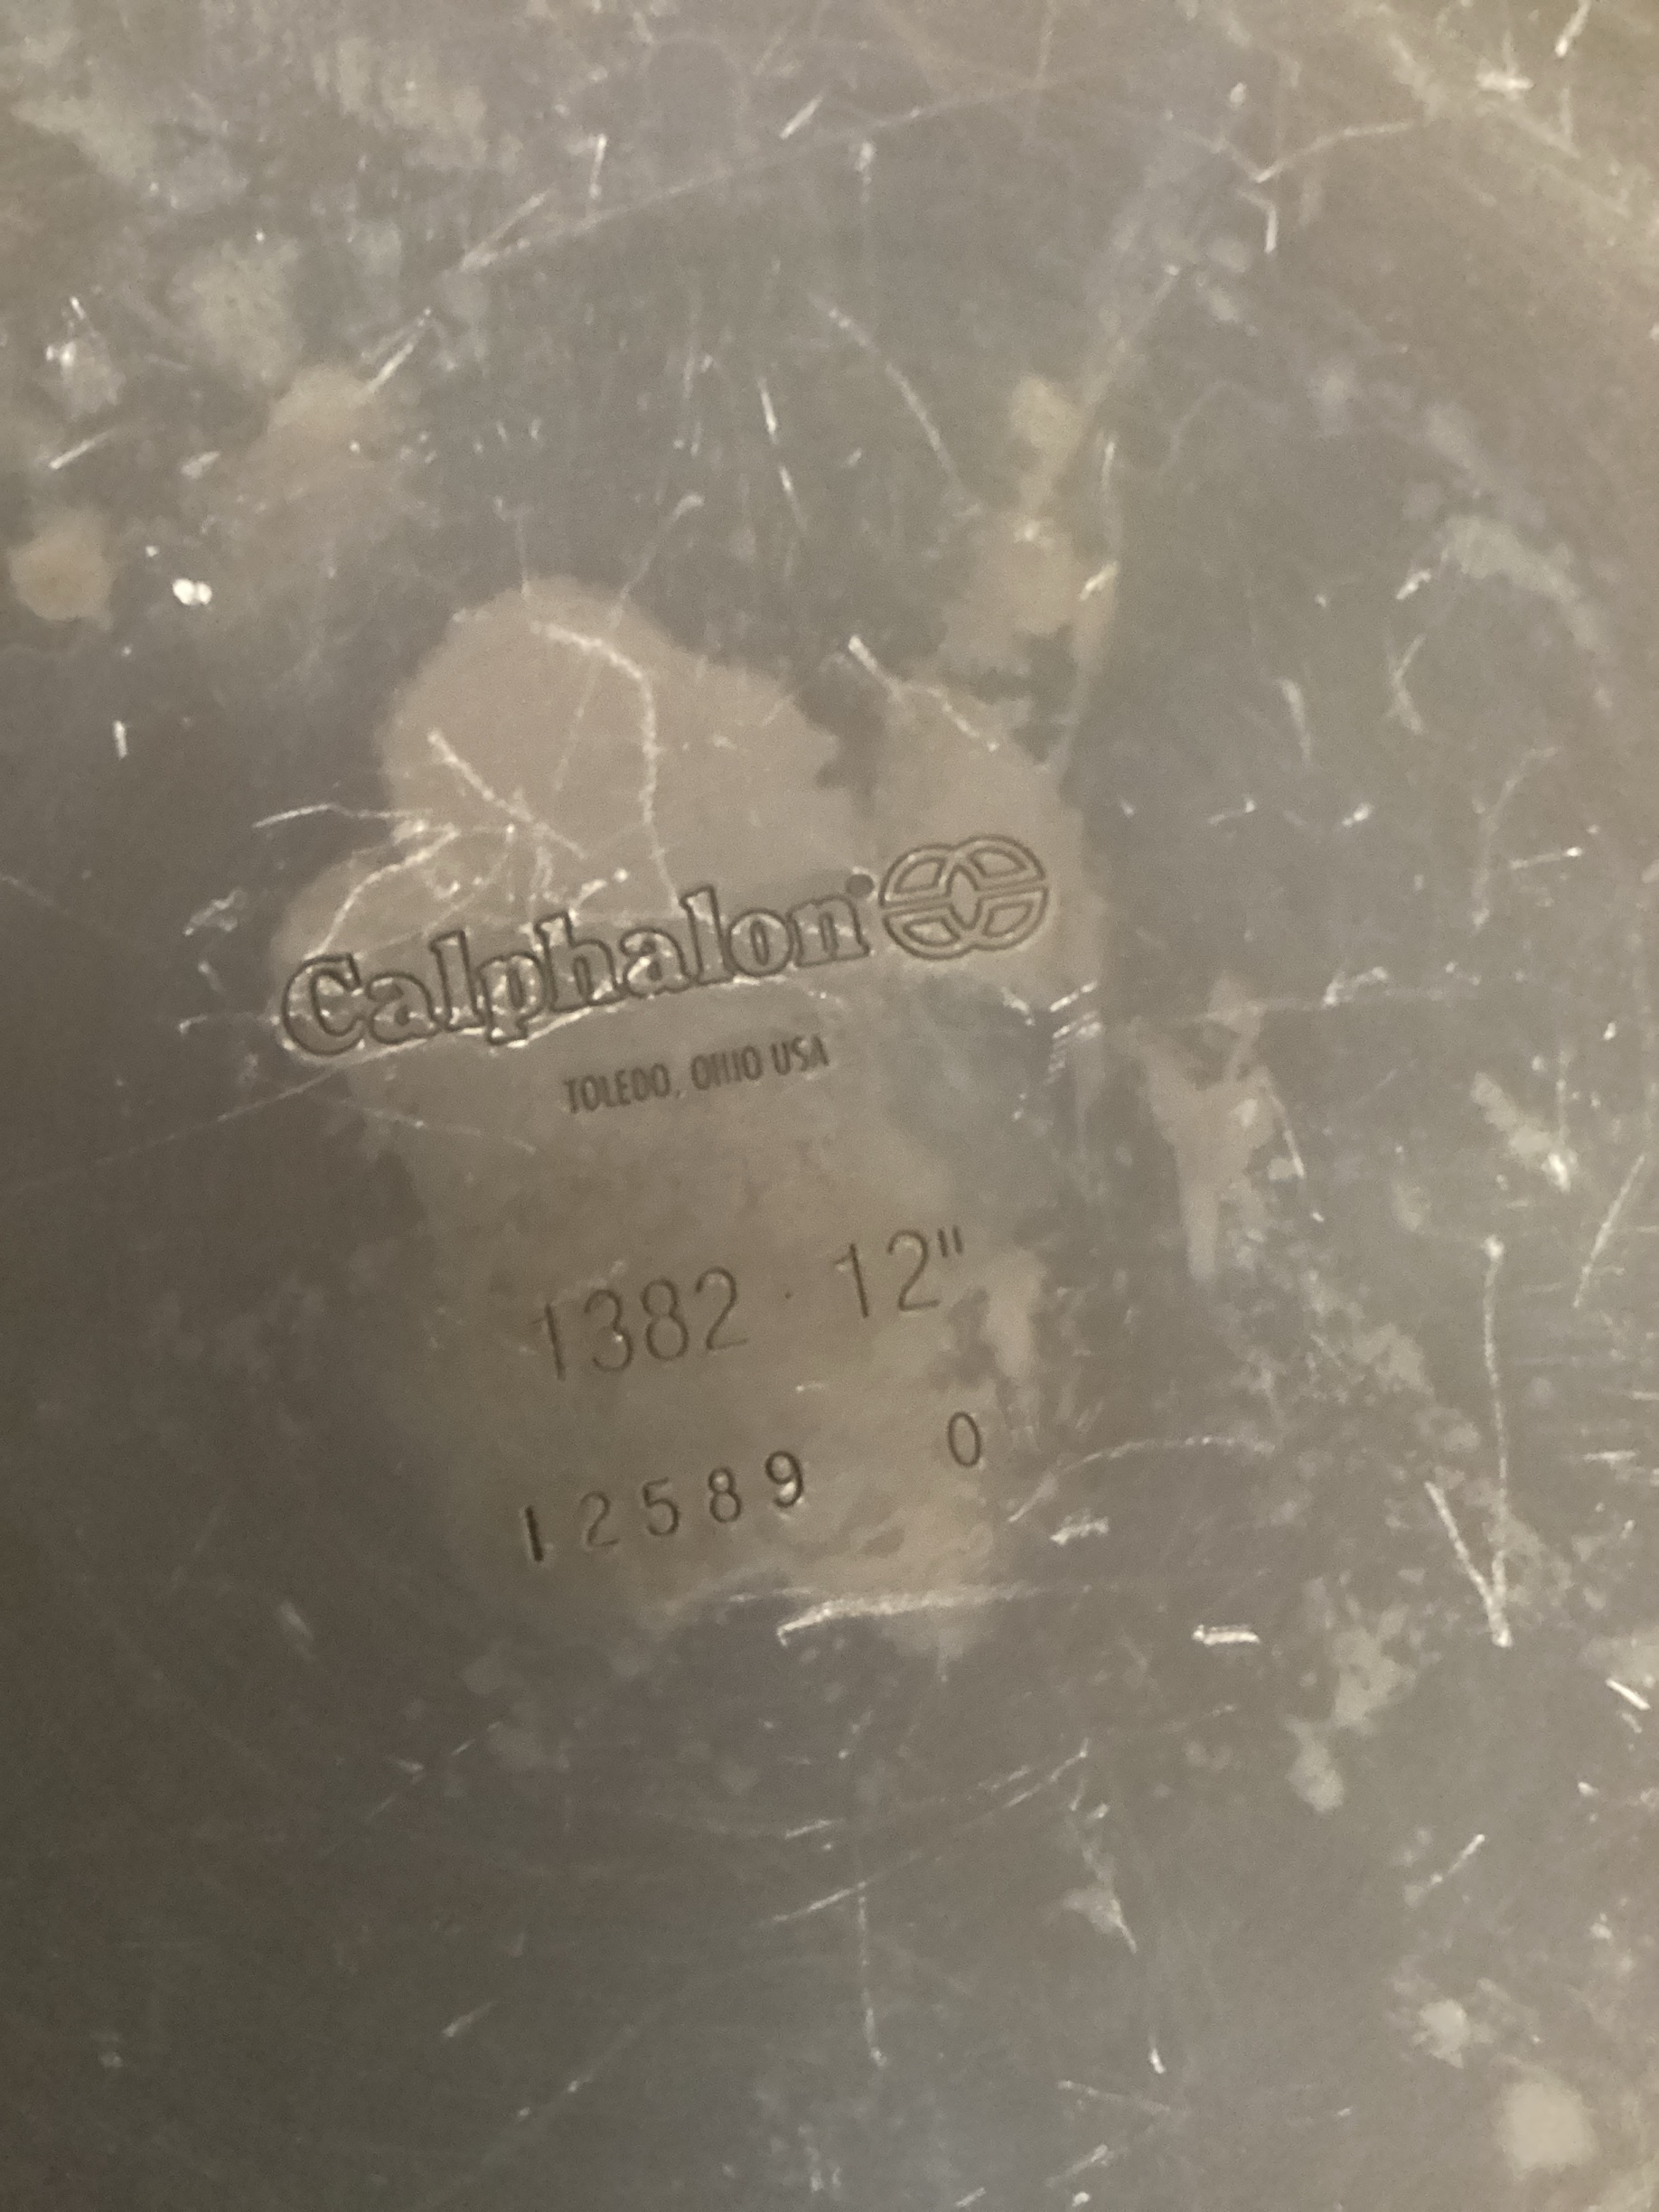 Calphalon®
TOLEDO, OHIO USA
1382 · 12"
12589 0